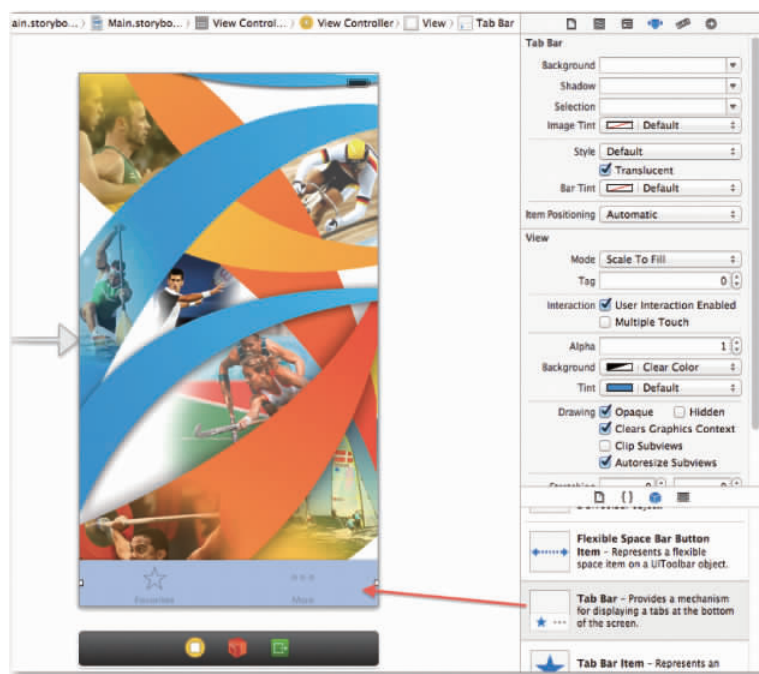 ain.storybo... Main.storybo... View Control... View Controller View Tab Bar
Tab Bar
Background
Shadow
Selection
Image Tint Default
Style Default
Translucent
Bar Tint Default
Item Positioning Automatic
View
Mode Scale To Fill
Tag 0
Interaction User Interaction Enabled
Multiple Touch
Alpha 1
Background Clear Color
Tint Default
Drawing Opaque Hidden
Clears Graphics Context
Clip Subviews
Autoresize Subviews
Stretching 0 0
Flexible Space Bar Button
Item – Represents a flexible
space item on a UIToolbar object.
Tab Bar – Provides a mechanism
for displaying a tabs at the bottom
of the screen.
Tab Bar Item – Represents an
Favorites More